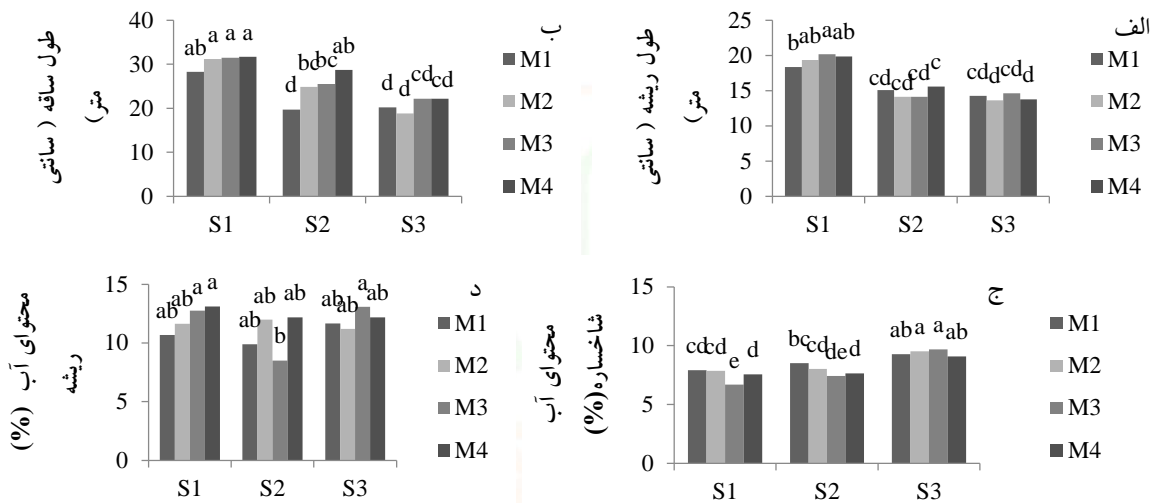 الف
طول ریشه ( سانتی
متر)
25
20
15
10
5
0
b ab a ab
cd cd cd c
cd d cd d
S1 S2 S3
M1
M2
M3
M4
طول ساقه ( سانتی
متر)
40
30
20
10
0
ab a a a
d bc bc ab
d d cd cd
S1 S2 S3
M1
M2
M3
M4
ج
محتوای آب
شاخساره(%)
15
10
5
0
cd cd e d
bc cd de d
ab a a ab
S1 S2 S3
M1
M2
M3
M4
د
محتوای آب (%)
ریشه
15
10
5
0
ab ab a a
ab ab b ab
ab ab a ab
S1 S2 S3
M1
M2
M3
M4